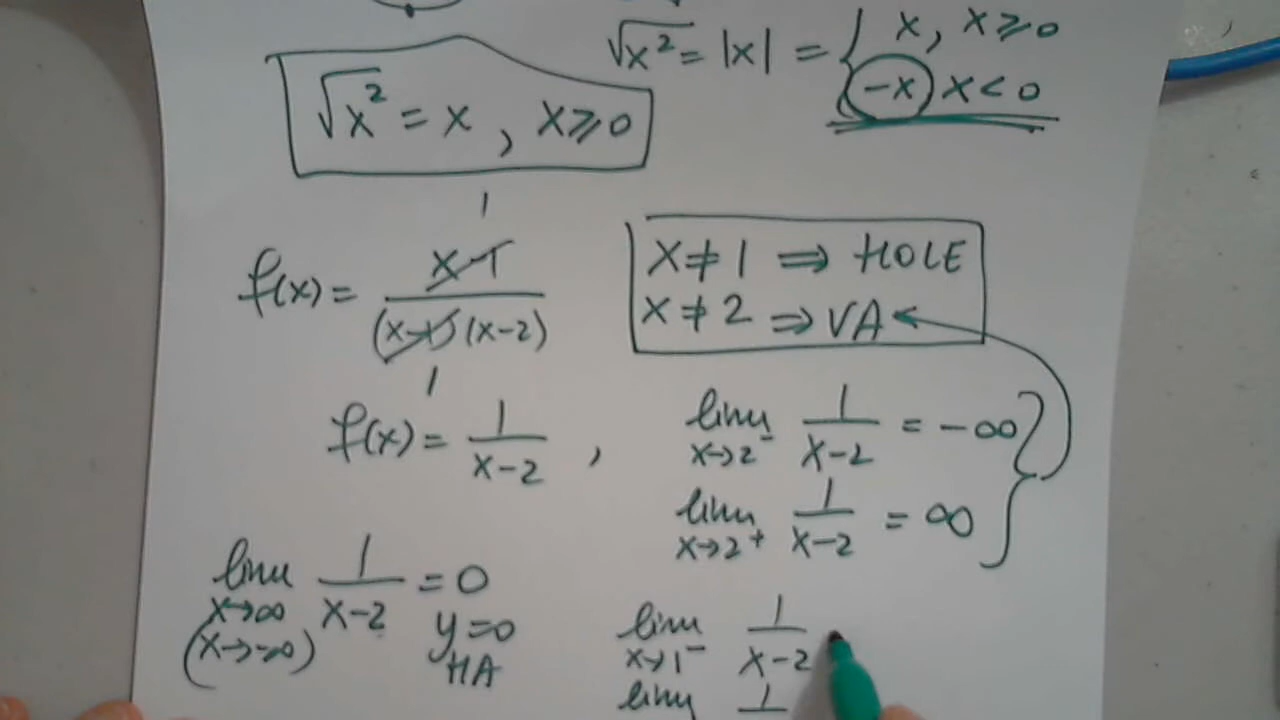 √x² = |x| = { x, x ≥ 0
-x x < 0
√x² = x , x ≥ 0
1
f(x) = x-1 / (x-1)(x-2)
1
x ≠ 1 ⇒ HOLE
x ≠ 2 ⇒ VA
f(x) = 1/(x-2) ,
lim x→2⁻ 1/(x-2) = -∞
lim x→2⁺ 1/(x-2) = ∞
lim x→∞ 1/(x-2) = 0
(x→-∞)
y=0
HA
lim x→1⁻ 1/(x-2)
lim 1